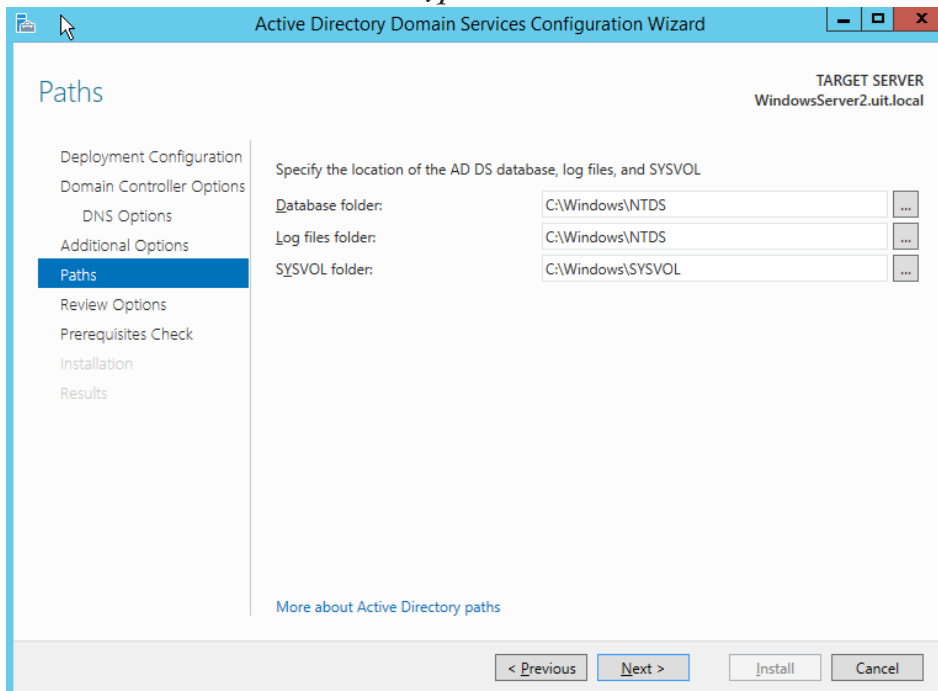 Active Directory Domain Services Configuration Wizard
Paths
TARGET SERVER
WindowsServer2.uit.local
Deployment Configuration
Domain Controller Options
DNS Options
Additional Options
Paths
Review Options
Prerequisites Check
Installation
Results
Specify the location of the AD DS database, log files, and SYSVOL
Database folder: C:\Windows\NTDS ...
Log files folder: C:\Windows\NTDS ...
SYSVOL folder: C:\Windows\SYSVOL ...
More about Active Directory paths
< Previous Next > Install Cancel